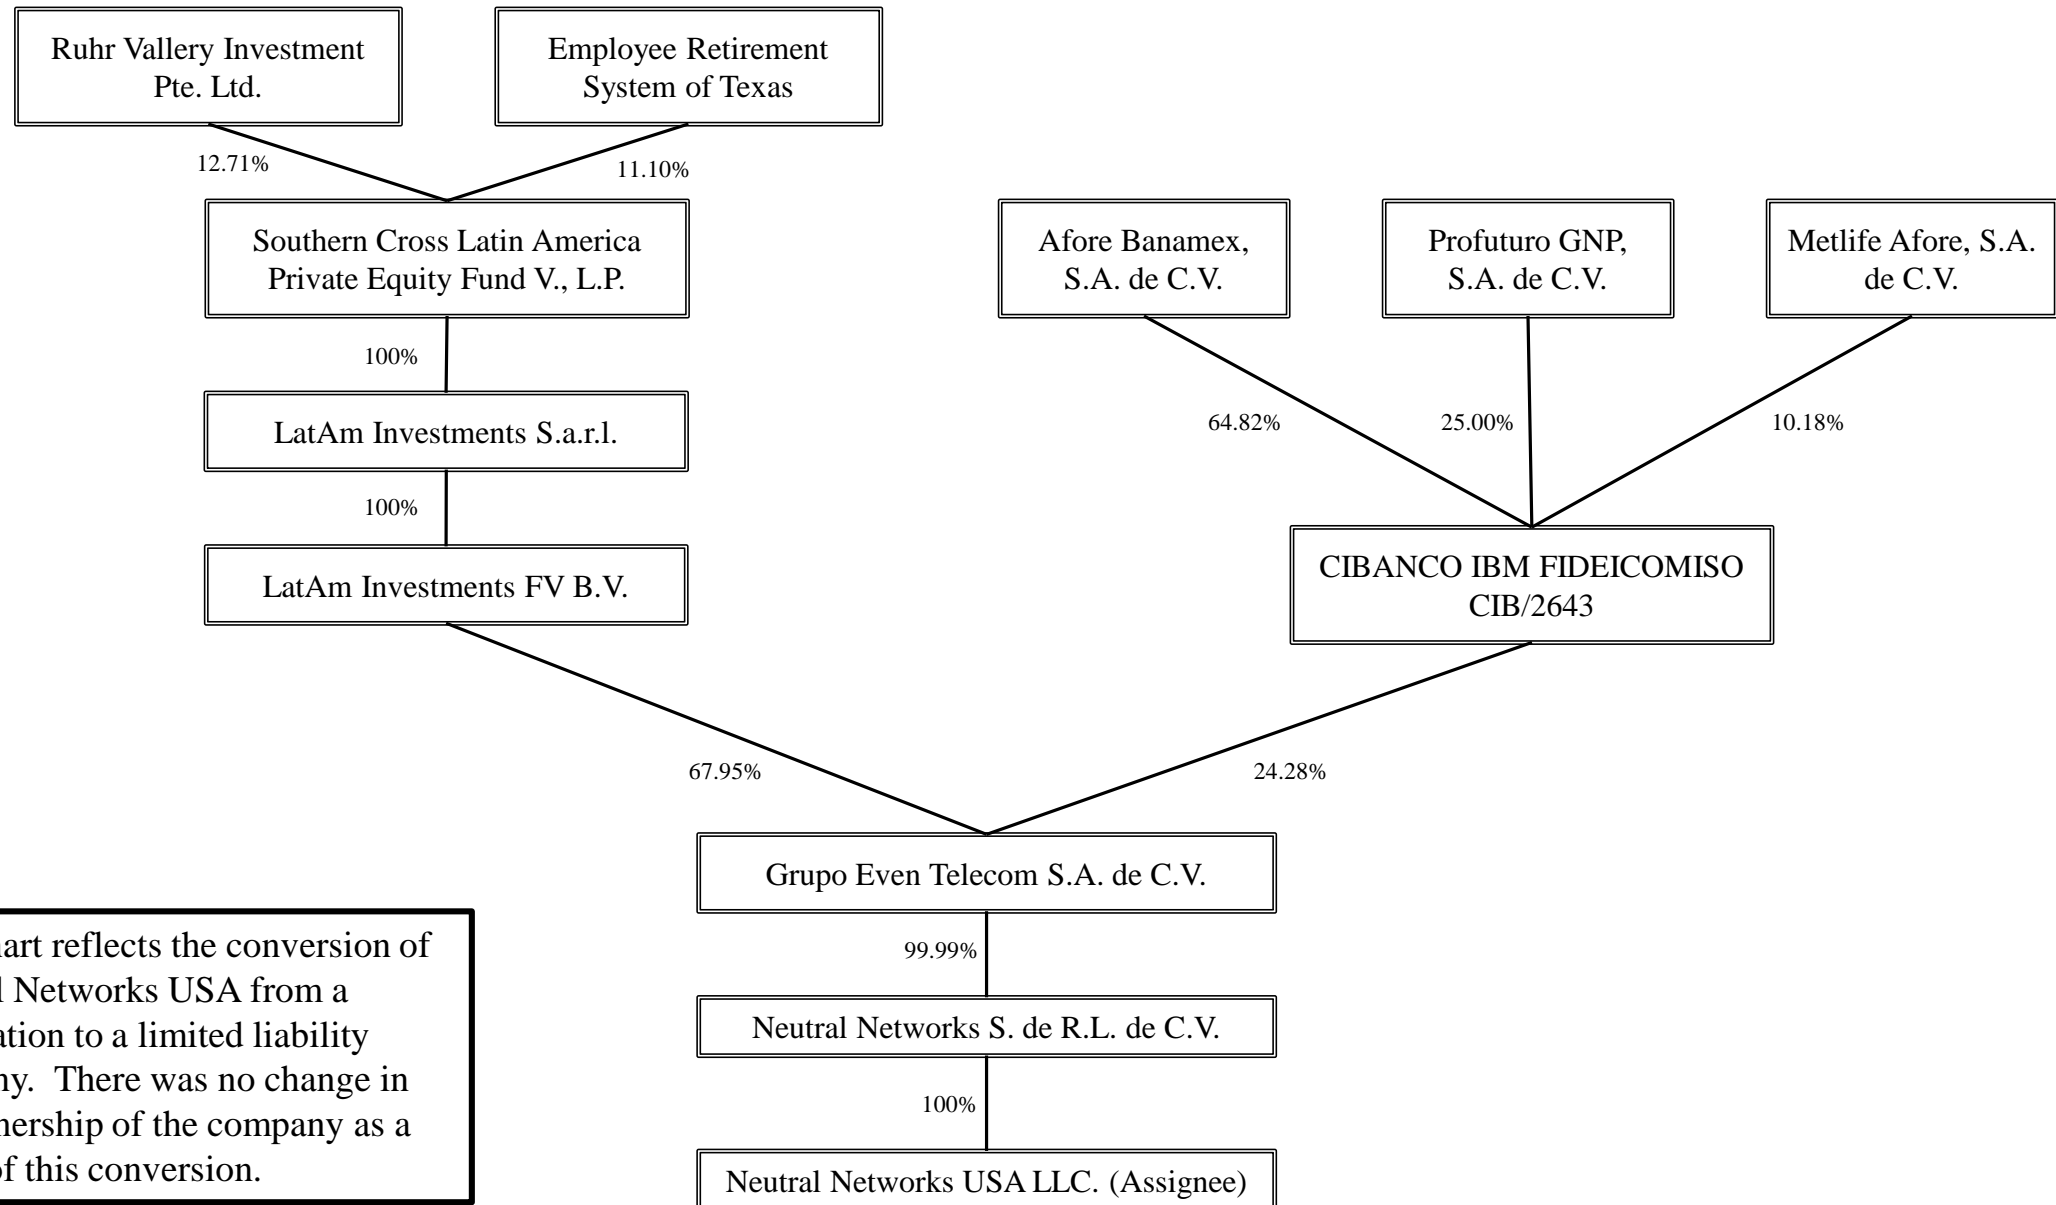 Ruhr Vallery Investment
Pte. Ltd.
Employee Retirement
System of Texas
12.71%
11.10%
Southern Cross Latin America
Private Equity Fund V., L.P.
Afore Banamex,
S.A. de C.V.
Profuturo GNP,
S.A. de C.V.
Metlife Afore, S.A.
de C.V.
100%
LatAm Investments S.a.r.l.
64.82%
25.00%
10.18%
100%
LatAm Investments FV B.V.
CIBANCO IBM FIDEICOMISO
CIB/2643
67.95%
24.28%
Grupo Even Telecom S.A. de C.V.
99.99%
Neutral Networks S. de R.L. de C.V.
100%
Neutral Networks USA LLC. (Assignee)
reflects the conversion of
Networks USA from a
to a limited liability
There was no change in
of the company as a
of this conversion.